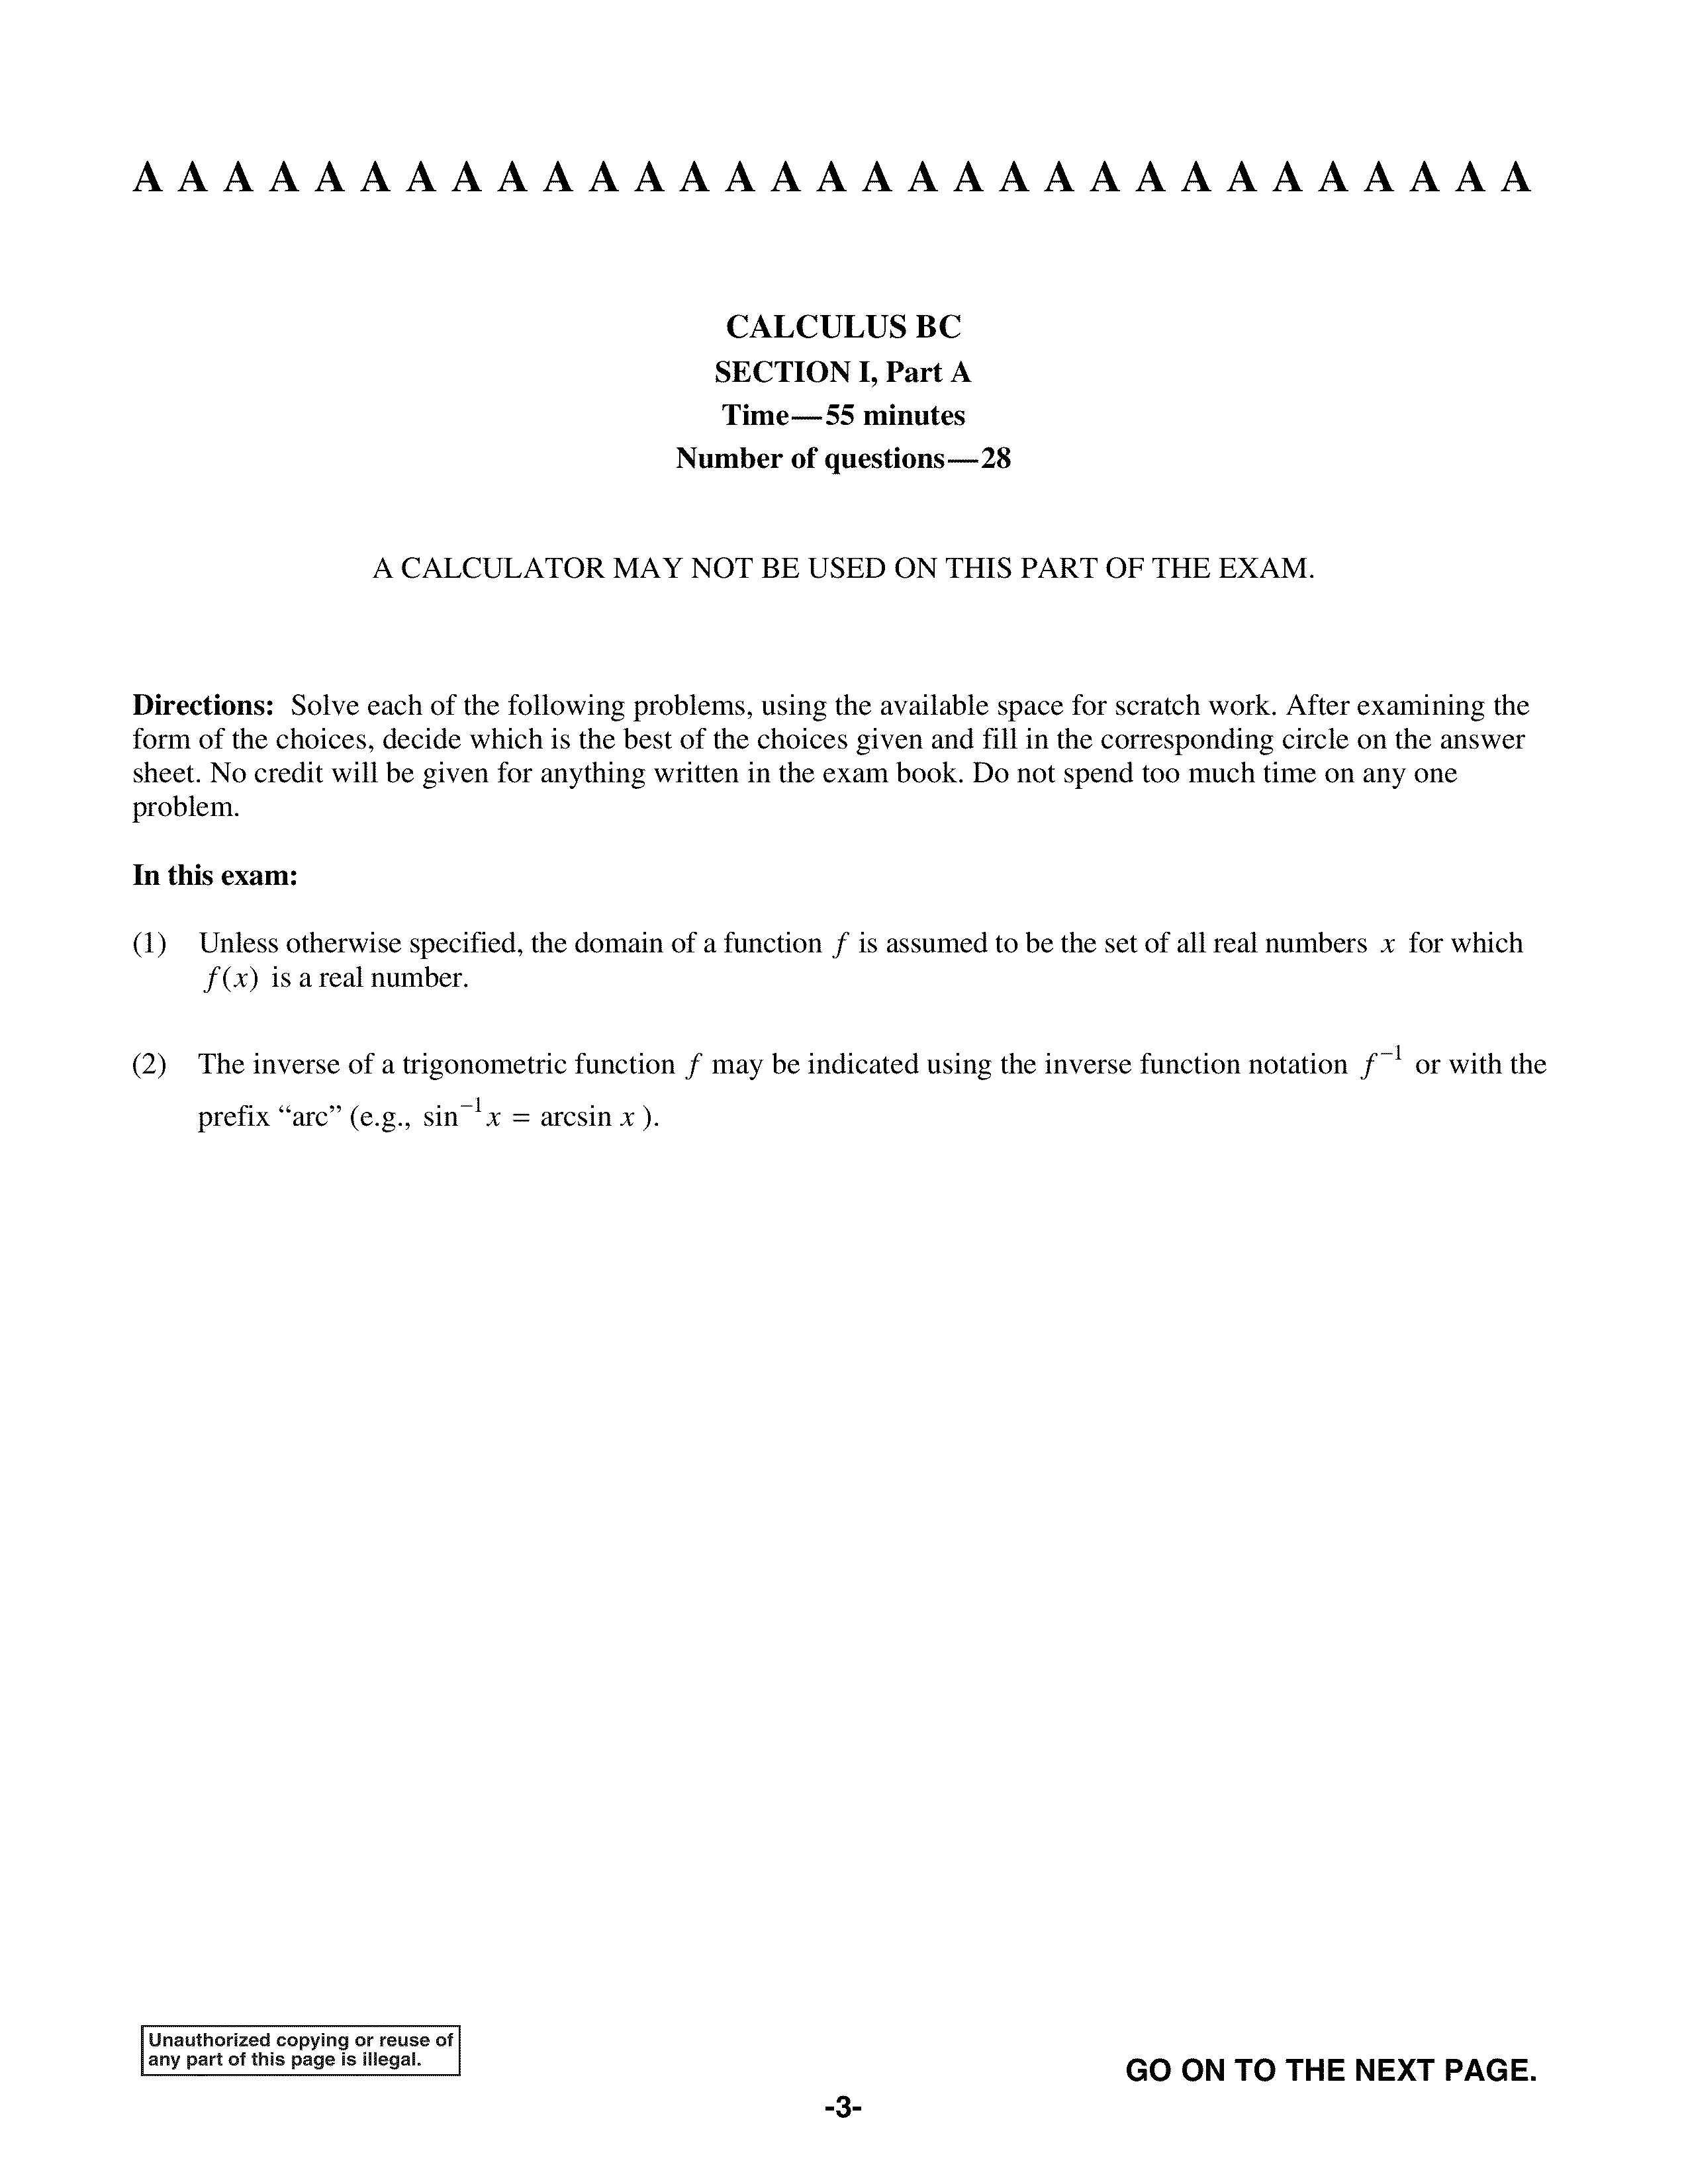 A A A A A A A A A A A A A A A A A A A A A A A A A A A A A A A
CALCULUS BC
SECTION I, Part A
Time—55 minutes
Number of questions—28
A CALCULATOR MAY NOT BE USED ON THIS PART OF THE EXAM.
Directions: Solve each of the following problems, using the available space for scratch work. After examining the
form of the choices, decide which is the best of the choices given and fill in the corresponding circle on the answer
sheet. No credit will be given for anything written in the exam book. Do not spend too much time on any one
problem.
In this exam:
(1) Unless otherwise specified, the domain of a function f is assumed to be the set of all real numbers x for which
f(x) is a real number.
(2) The inverse of a trigonometric function f may be indicated using the inverse function notation f⁻¹ or with the
prefix “arc” (e.g., sin⁻¹x = arcsin x ).
Unauthorized copying or reuse of
any part of this page is illegal.
GO ON TO THE NEXT PAGE.
-3-